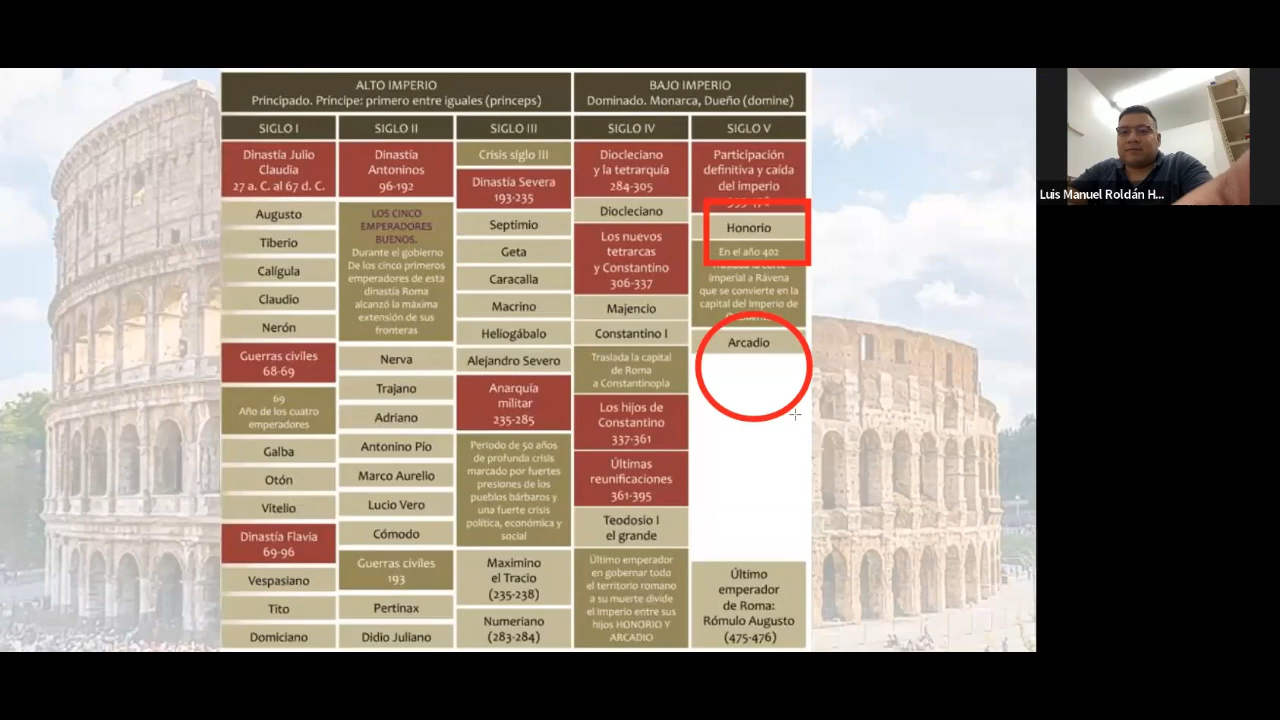 ALTO IMPERIO
Principado. Príncipe: primero entre iguales (princeps)
BAJO IMPERIO
Dominado. Monarca, Dueño (domine)
SIGLO I
SIGLO II
SIGLO III
SIGLO IV
SIGLO V
Dinastía Julio
Claudia
27 a. C. al 67 d. C.
Augusto
Tiberio
Calígula
Claudio
Nerón
Guerras civiles
68-69
69
Año de los cuatro
emperadores
Galba
Otón
Vitelio
Dinastía Flavia
69-96
Vespasiano
Tito
Domiciano
Dinastía
Antoninos
96-192
LOS CINCO
EMPERADORES
BUENOS.
Durante el gobierno
De los cinco primeros
emperadores de esta
dinastía Roma
alcanzó la máxima
extensión de sus
fronteras
Nerva
Trajano
Adriano
Antonino Pío
Marco Aurelio
Lucio Vero
Cómodo
Guerras civiles
193
Pertinax
Didio Juliano
Crisis siglo III
Dinastía Severa
193-235
Septimio
Geta
Caracalla
Macrino
Heliogábalo
Alejandro Severo
Anarquía
militar
235-285
Periodo de 50 años
de profunda crisis
marcado por fuertes
presiones de los
pueblos bárbaros y
una fuerte crisis
política, económica y
social
Maximino
el Tracio
(235-238)
Numeriano
(283-284)
Diocleciano
y la tetrarquía
284-305
Diocleciano
Los nuevos
tetrarcas
y Constantino
306-337
Majencio
Constantino I
Traslada la capital
de Roma
a Constantinopla
Los hijos de
Constantino
337-361
Últimas
reunificaciones
361-395
Teodosio I
el grande
Último emperador
en gobernar todo
el territorio romano
a su muerte divide
el imperio entre sus
hijos HONORIO Y
ARCADIO
Participación
definitiva y caída
del imperio
Honorio
En el año 402
imperial a Rávena
que se convierte en la
capital del imperio de
Arcadio
Último
emperador
de Roma:
Rómulo Augusto
(475-476)
Luis Manuel Roldán H...